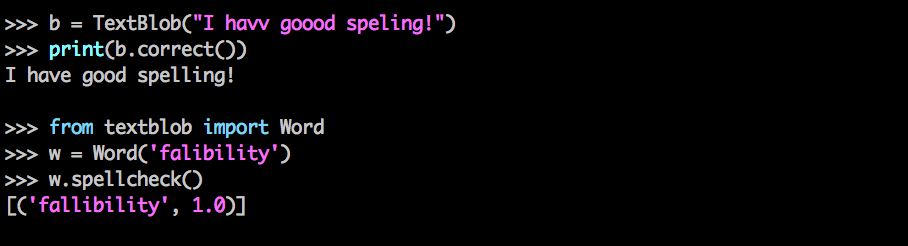 >>> b = TextBlob("I havv goood speling!")
>>> print(b.correct())
I have good spelling!
>>> from textblob import Word
>>> w = Word('falibility')
>>> w.spellcheck()
[('fallibility', 1.0)]